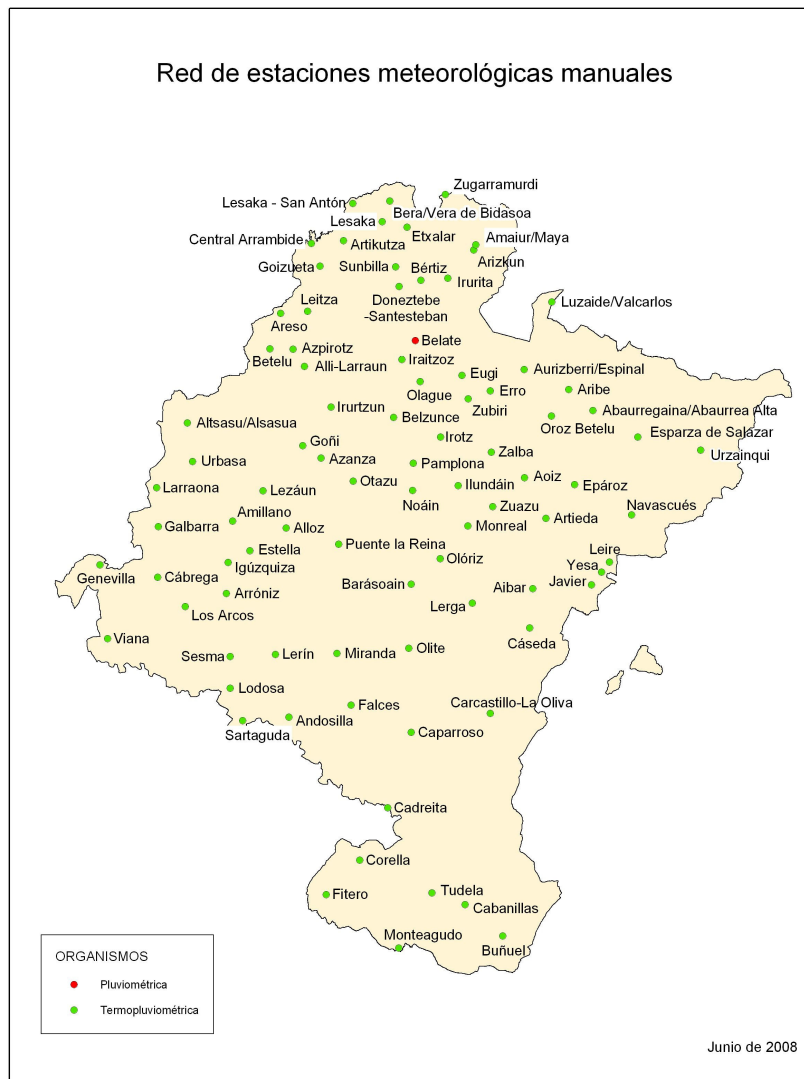 Red de estaciones meteorológicas manuales
Zugarramurdi
Lesaka - San Antón
Bera/Vera de Bidasoa
Lesaka
Etxalar
Central Arrambide
Artikutza
Amaiur/Maya
Arizkun
Goizueta
Sunbilla
Bértiz
Irurita
Doneztebe
-Santesteban
Luzaide/Valcarlos
Leitza
Areso
Belate
Betelu
Azpirotz
Iraitzoz
Alli-Larraun
Eugi
Aurizberri/Espinal
Olague
Erro
Aribe
Zubiri
Irurtzun
Belzunce
Oroz Betelu
Abaurregaina/Abaurrea Alta
Altsasu/Alsasua
Irotz
Esparza de Salazar
Goñi
Zalba
Urzainqui
Urbasa
Azanza
Pamplona
Larraona
Lezáun
Otazu
Noáin
Ilundáin
Aoiz
Epároz
Amillano
Zuazu
Navascués
Galbarra
Alloz
Monreal
Artieda
Estella
Puente la Reina
Olóriz
Leire
Genevilla
Igúzquiza
Yesa
Cábrega
Barásoain
Aibar
Javier
Arróniz
Lerga
Los Arcos
Viana
Cáseda
Sesma
Lerín
Miranda
Olite
Lodosa
Falces
Carcastillo-La Oliva
Sartaguda
Andosilla
Caparroso
Cadreita
Corella
Fitero
Tudela
Cabanillas
Monteagudo
Buñuel
ORGANISMOS
Pluviométrica
Termopluviométrica
Junio de 2008